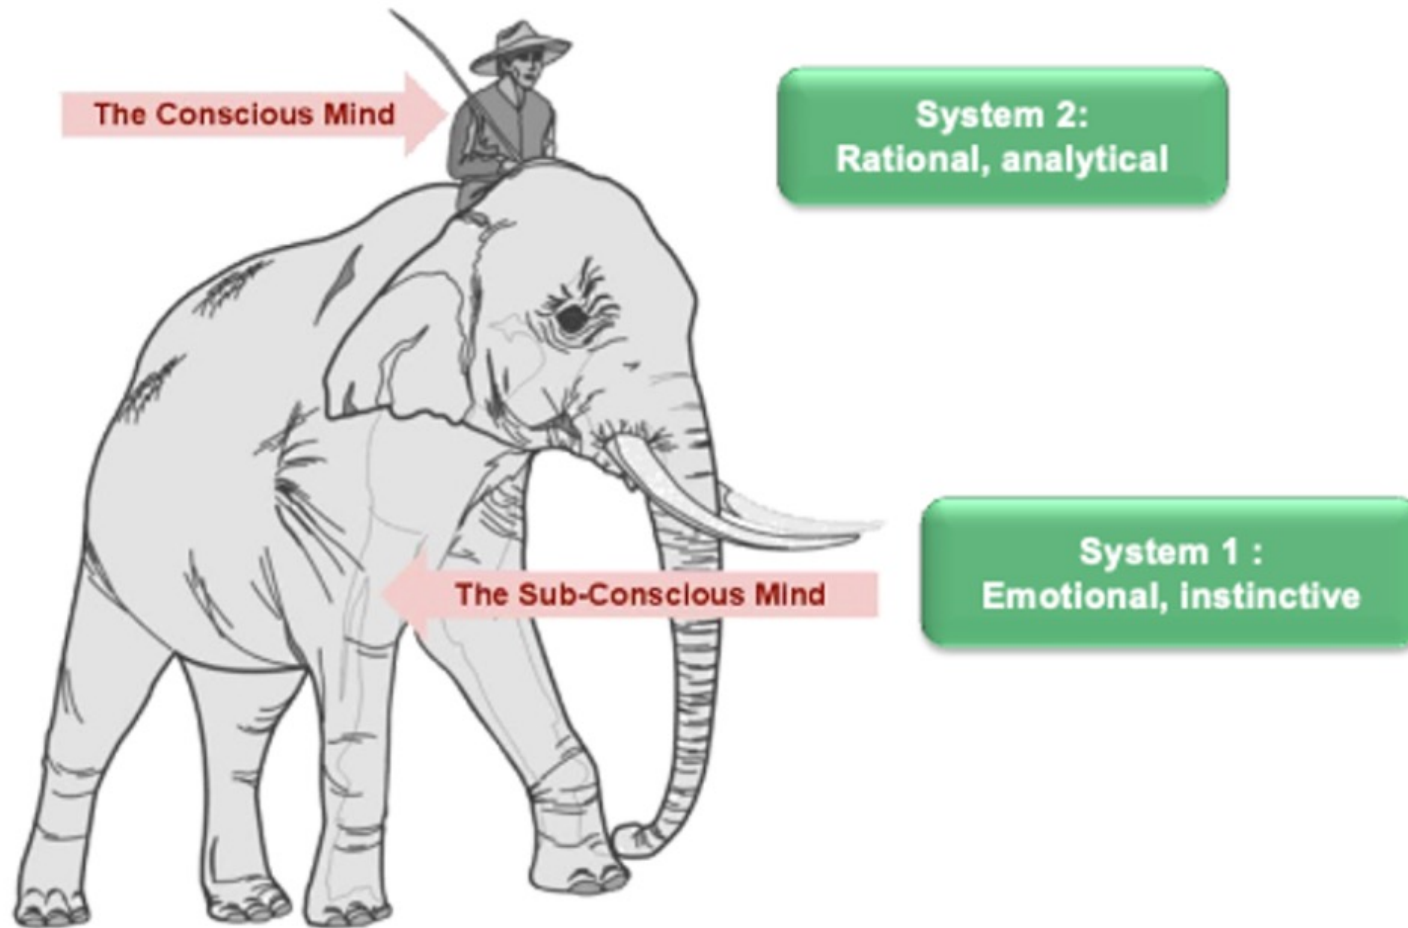 The Conscious Mind
System 2:
Rational, analytical
The Sub-Conscious Mind
System 1 :
Emotional, instinctive